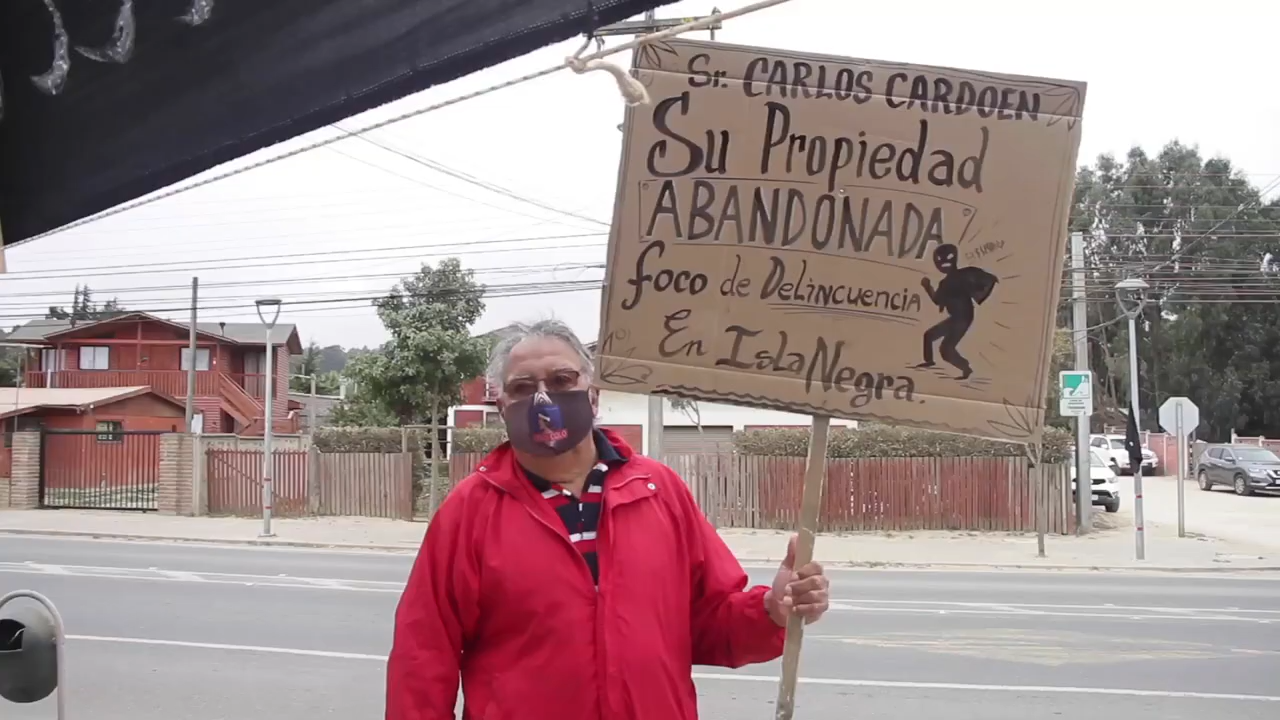 Sr. CARLOS CARDOEN
Su Propiedad
ABANDONADA
foco de Delincuencia
En Isla Negra.